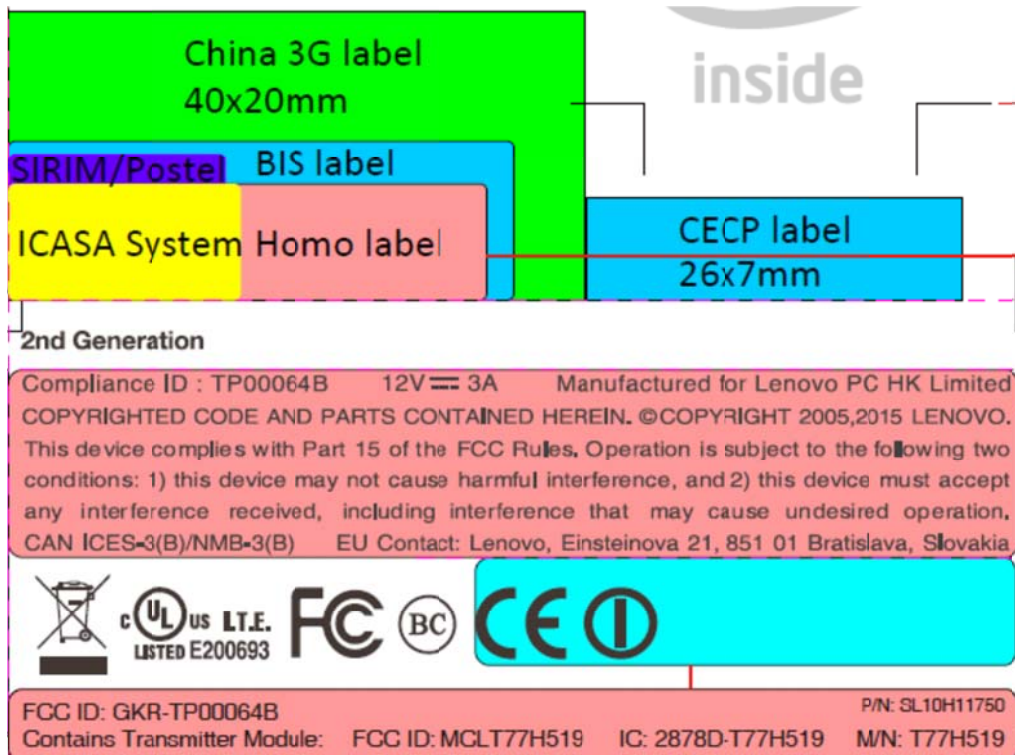 inside
China 3G label
40x20mm
SIRIM/Postel BIS label
ICASA System Homo label
CECP label
26x7mm
2nd Generation
Compliance ID : TP00064B 12V⎓3A Manufactured for Lenovo PC HK Limited
COPYRIGHTED CODE AND PARTS CONTAINED HEREIN. ©COPYRIGHT 2005,2015 LENOVO.
This device complies with Part 15 of the FCC Rules. Operation is subject to the following two
conditions: 1) this device may not cause harmful interference, and 2) this device must accept
any interference received, including interference that may cause undesired operation.
CAN ICES-3(B)/NMB-3(B) EU Contact: Lenovo, Einsteinova 21, 851 01 Bratislava, Slovakia
c UL us I.T.E. FC BC CE
LISTED E200693
P/N: SL10H11750
FCC ID: GKR-TP00064B
Contains Transmitter Module: FCC ID: MCLT77H519 IC: 2878D-T77H519 M/N: T77H519